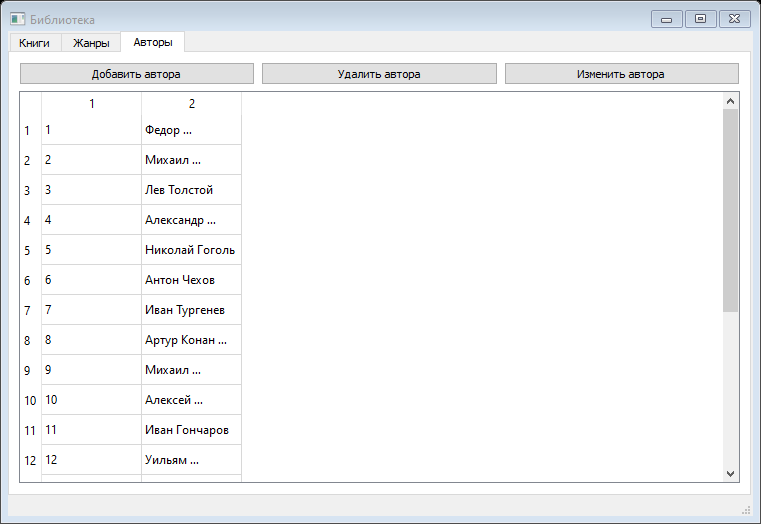 Библиотека
Книги Жанры Авторы
Добавить автора Удалить автора Изменить автора
1 2
1 1 Федор ...
2 2 Михаил ...
3 3 Лев Толстой
4 4 Александр ...
5 5 Николай Гоголь
6 6 Антон Чехов
7 7 Иван Тургенев
8 8 Артур Конан ...
9 9 Михаил ...
10 10 Алексей ...
11 11 Иван Гончаров
12 12 Уильям ...